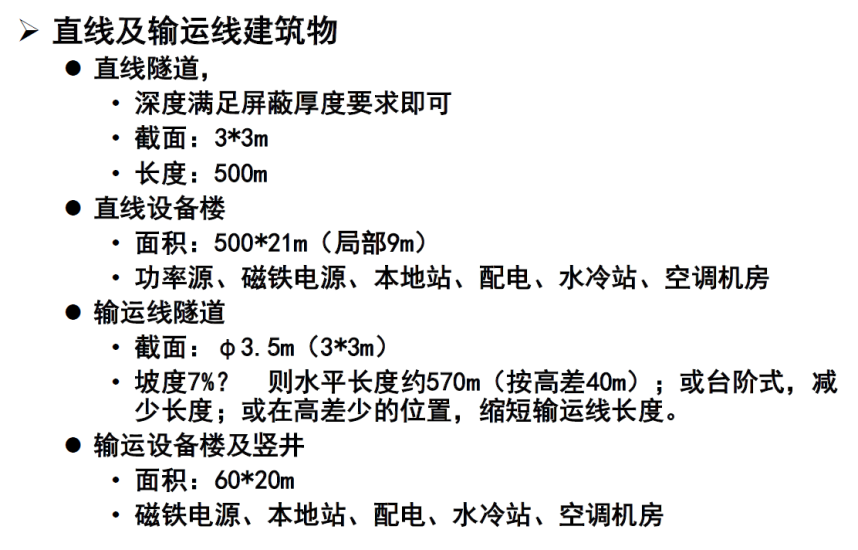 ➢ 直线及输运线建筑物
● 直线隧道，
• 深度满足屏蔽厚度要求即可
• 截面：3*3m
• 长度：500m
● 直线设备楼
• 面积：500*21m（局部9m）
• 功率源、磁铁电源、本地站、配电、水冷站、空调机房
● 输运线隧道
• 截面：φ3.5m（3*3m）
• 坡度7%？ 则水平长度约570m（按高差40m）；或台阶式，减
少长度；或在高差少的位置，缩短输运线长度。
● 输运设备楼及竖井
• 面积：60*20m
• 磁铁电源、本地站、配电、水冷站、空调机房